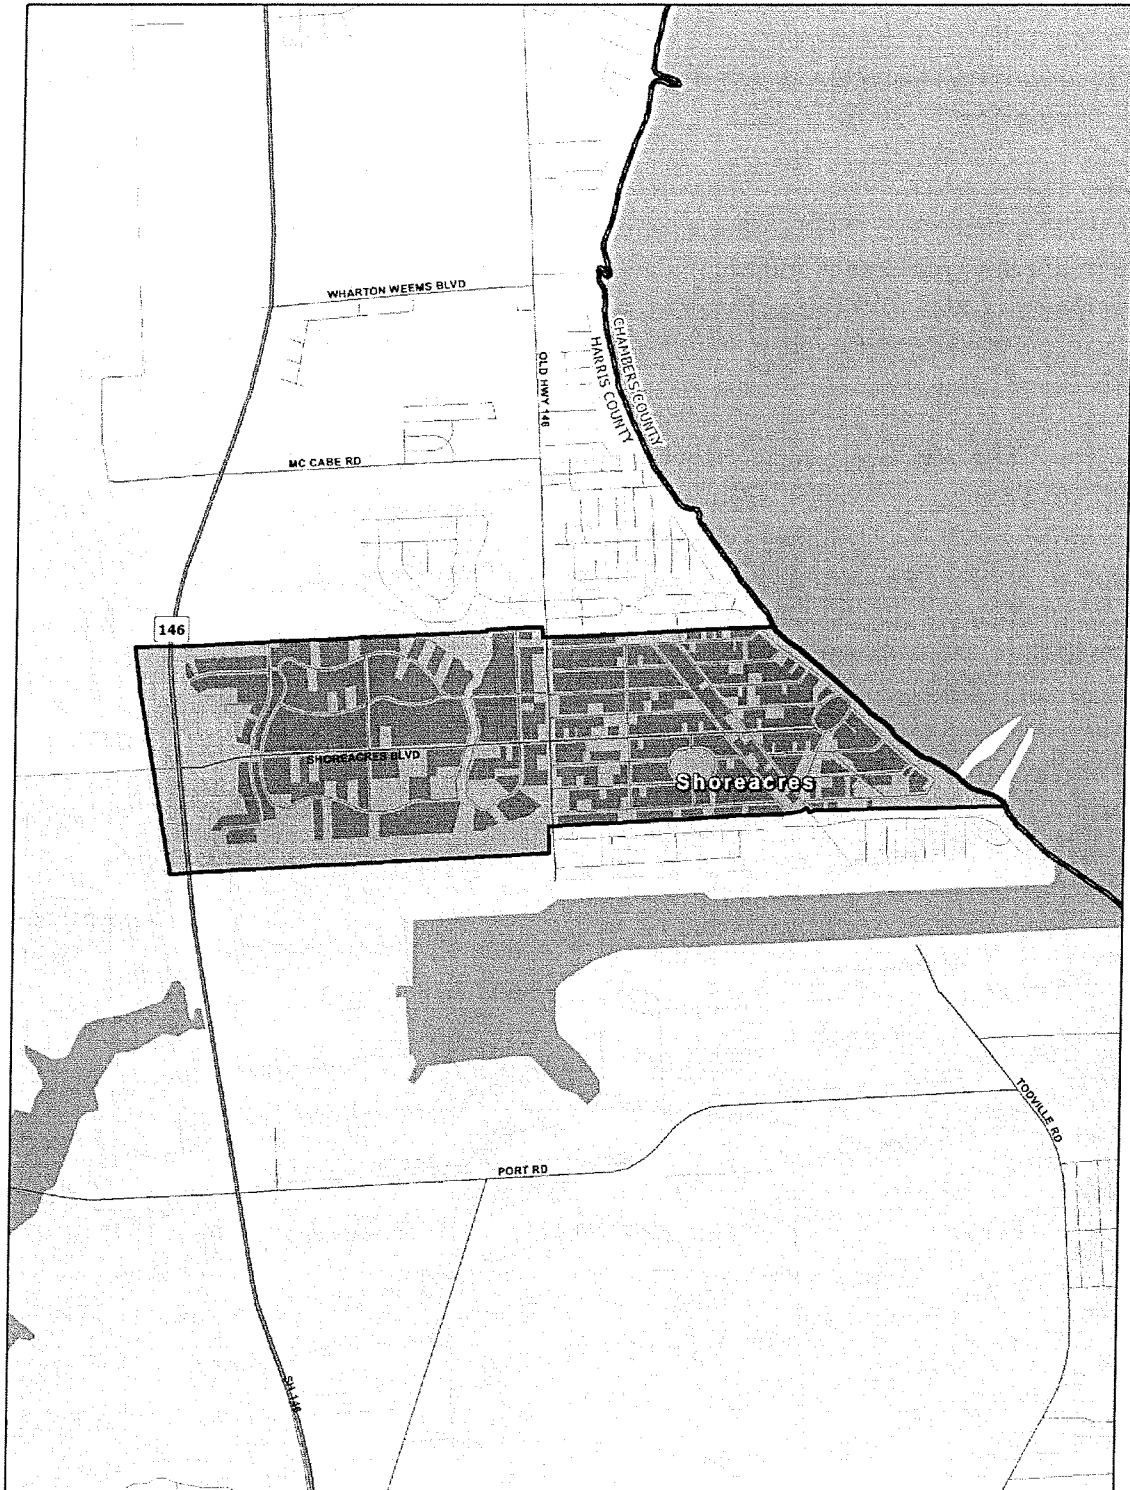 WHARTON WEEMS BLVD
CHAMBERS COUNTY
HARRIS COUNTY
OLD HWY 146
MC CABE RD
146
SHOREACRES BLVD
Shoreacres
TODVILLE RD
PORT RD
SH 146